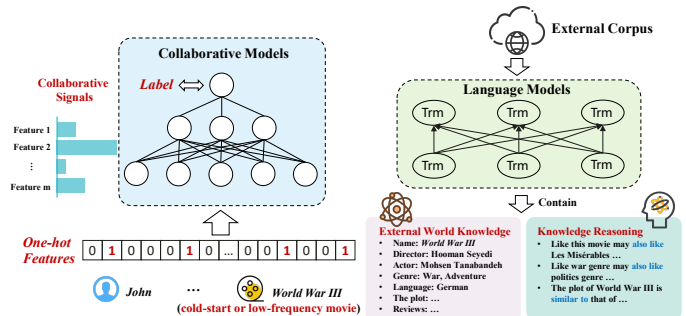 Collaborative Models
Collaborative
Signals
Label
Feature 1
Feature 2
⋮
Feature m
One-hot
Features
0 1 0 0 0 1 0 ... 0 1 0 0 1
John
...
World War III
(cold-start or low-frequency movie)
External Corpus
Language Models
Trm Trm Trm
Trm Trm Trm
Contain
External World Knowledge
• Name: World War III
• Director: Hooman Seyedi
• Actor: Mohsen Tanabandeh
• Genre: War, Adventure
• Language: German
• The plot: …
• Reviews: …
Knowledge Reasoning
• Like this movie may also like
Les Misérables …
• Like war genre may also like
politics genre …
• The plot of World War III is
similar to that of …